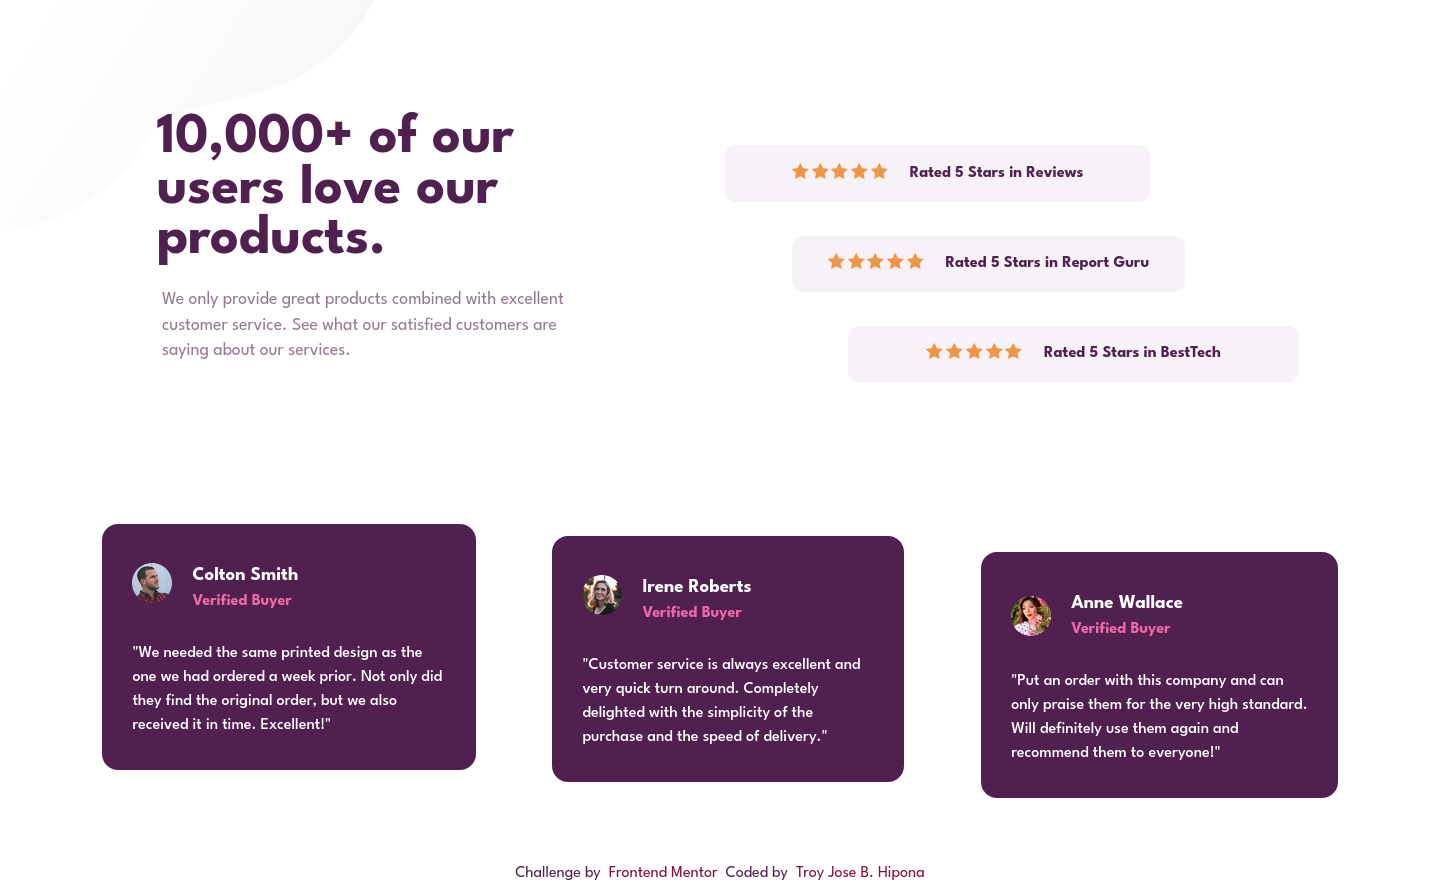 10,000+ of our
users love our
products.
We only provide great products combined with excellent
customer service. See what our satisfied customers are
saying about our services.
Rated 5 Stars in Reviews
Rated 5 Stars in Report Guru
Rated 5 Stars in BestTech
Colton Smith
Verified Buyer
"We needed the same printed design as the
one we had ordered a week prior. Not only did
they find the original order, but we also
received it in time. Excellent!"
Irene Roberts
Verified Buyer
"Customer service is always excellent and
very quick turn around. Completely
delighted with the simplicity of the
purchase and the speed of delivery."
Anne Wallace
Verified Buyer
"Put an order with this company and can
only praise them for the very high standard.
Will definitely use them again and
recommend them to everyone!"
Challenge by Frontend Mentor Coded by Troy Jose B. Hipona